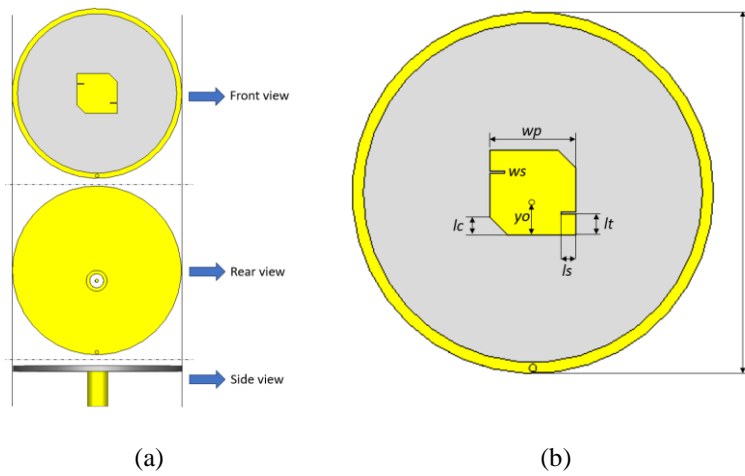 Front view
Rear view
Side view
(a)
wp
ws
yo
lc
lt
ls
(b)